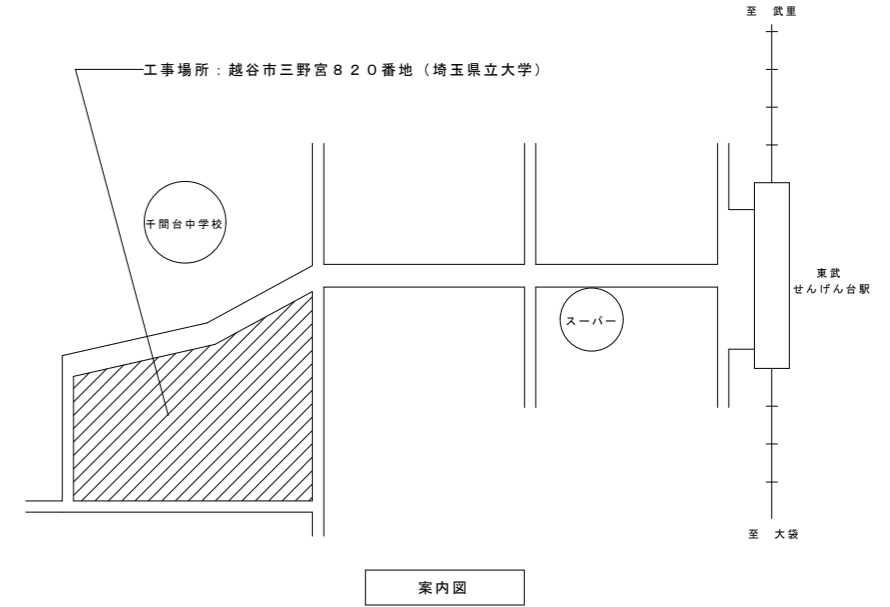 至　武里
工事場所：越谷市三野宮８２０番地（埼玉県立大学）
千間台中学校
東武
せんげん台駅
スーパー
至　大袋
案内図